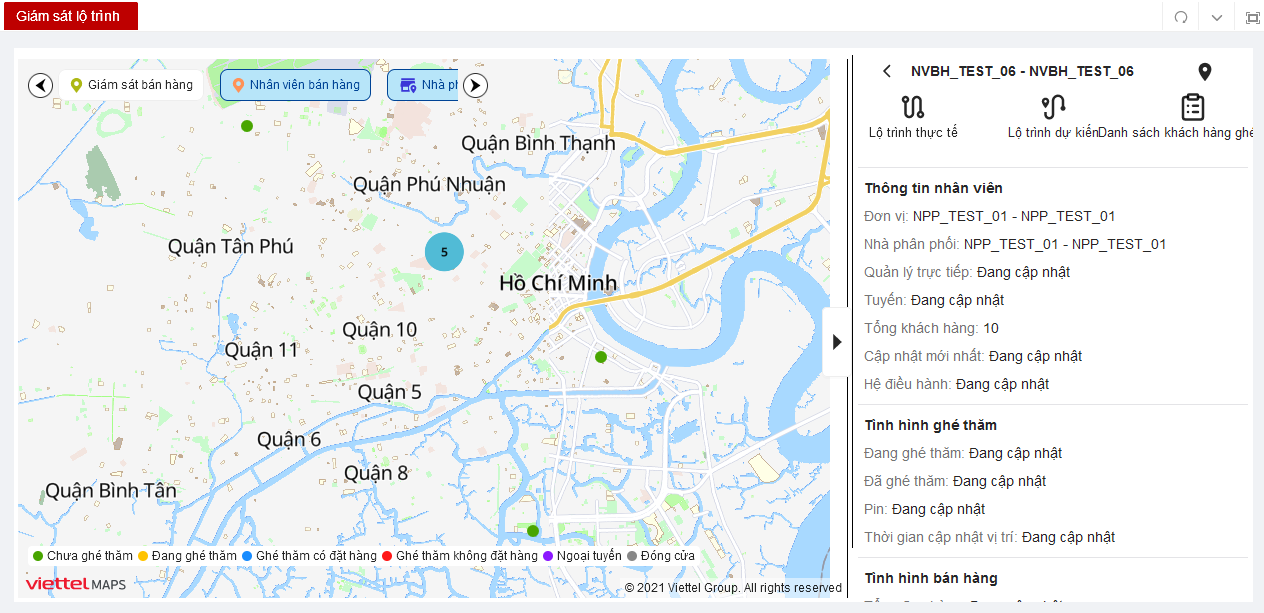 Giám sát lộ trình
Giám sát bán hàng
Nhân viên bán hàng
Nhà ph
Quận Bình Thạnh
Quận Phú Nhuận
Quận Tân Phú
5
Hồ Chí Minh
Quận 10
Quận 11
Quận 5
Quận 6
Quận 8
Quận Bình Tân
Chưa ghé thăm
Đang ghé thăm
Ghé thăm có đặt hàng
Ghé thăm không đặt hàng
Ngoại tuyến
Đóng cửa
viettel MAPS
© 2021 Viettel Group. All rights reserved
NVBH_TEST_06 - NVBH_TEST_06
Lộ trình thực tế
Lộ trình dự kiến
Danh sách khách hàng ghé
Thông tin nhân viên
Đơn vị: NPP_TEST_01 - NPP_TEST_01
Nhà phân phối: NPP_TEST_01 - NPP_TEST_01
Quản lý trực tiếp: Đang cập nhật
Tuyến: Đang cập nhật
Tổng khách hàng: 10
Cập nhật mới nhất: Đang cập nhật
Hệ điều hành: Đang cập nhật
Tình hình ghé thăm
Đang ghé thăm: Đang cập nhật
Đã ghé thăm: Đang cập nhật
Pin: Đang cập nhật
Thời gian cập nhật vị trí: Đang cập nhật
Tình hình bán hàng